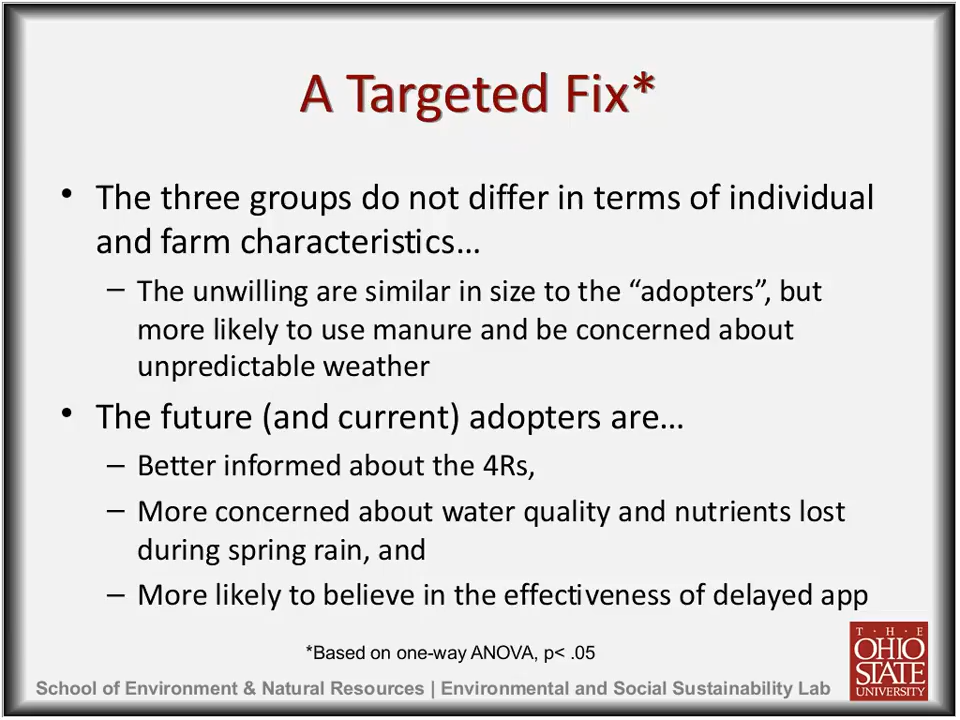 A Targeted Fix*
• The three groups do not differ in terms of individual
and farm characteristics…
– The unwilling are similar in size to the “adopters”, but
more likely to use manure and be concerned about
unpredictable weather
• The future (and current) adopters are…
– Better informed about the 4Rs,
– More concerned about water quality and nutrients lost
during spring rain, and
– More likely to believe in the effectiveness of delayed app
*Based on one-way ANOVA, p< .05
School of Environment & Natural Resources | Environmental and Social Sustainability Lab
T · H · E
OHIO
STATE
UNIVERSITY